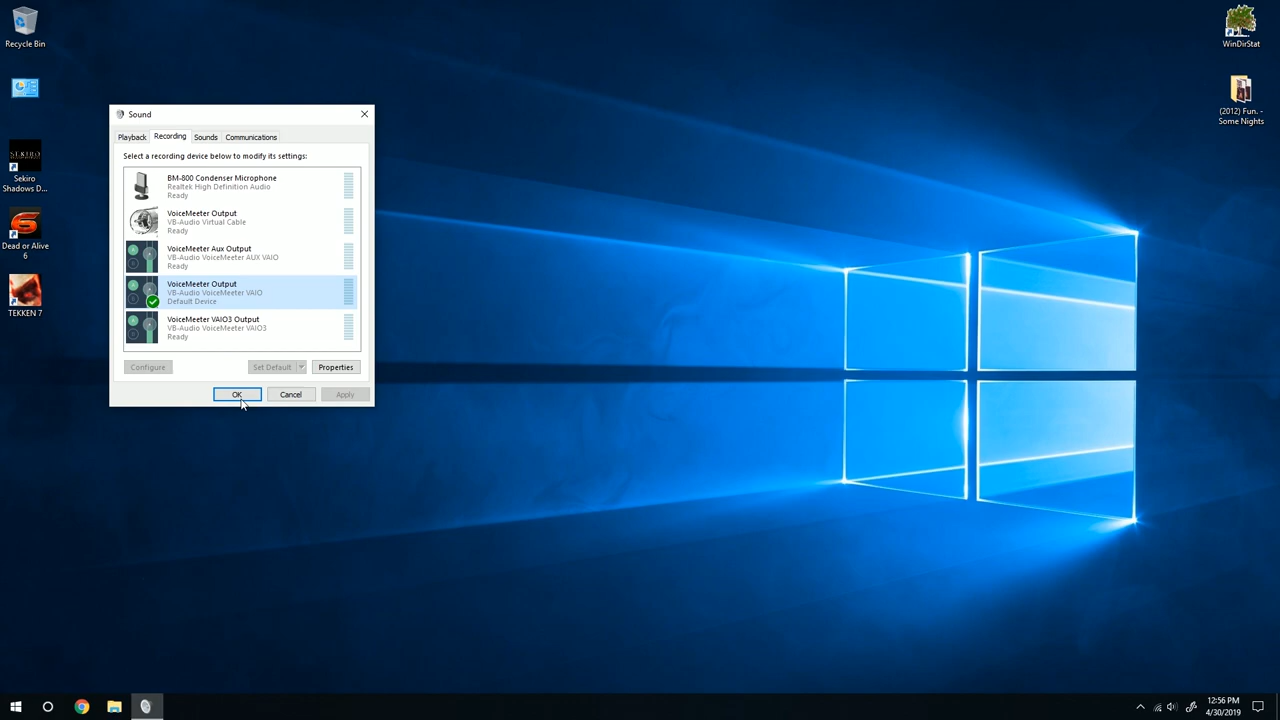 Recycle Bin
SEKIRO
Sekiro
Shadows D...
Dead or Alive
6
TEKKEN 7
WinDirStat
(2012) Fun.
Some Nights
Sound
Playback
Recording
Sounds
Communications
Select a recording device below to modify its settings:
BM-800 Condenser Microphone
Realtek High Definition Audio
Ready
VoiceMeeter Output
VB-Audio Virtual Cable
Ready
VoiceMeeter Aux Output
VB-Audio VoiceMeeter AUX VAIO
Ready
VoiceMeeter Output
VB-Audio VoiceMeeter VAIO
Default Device
VoiceMeeter VAIO3 Output
VB-Audio VoiceMeeter VAIO3
Ready
Configure
Set Default
Properties
OK
Cancel
Apply
12:56 PM
4/30/2019